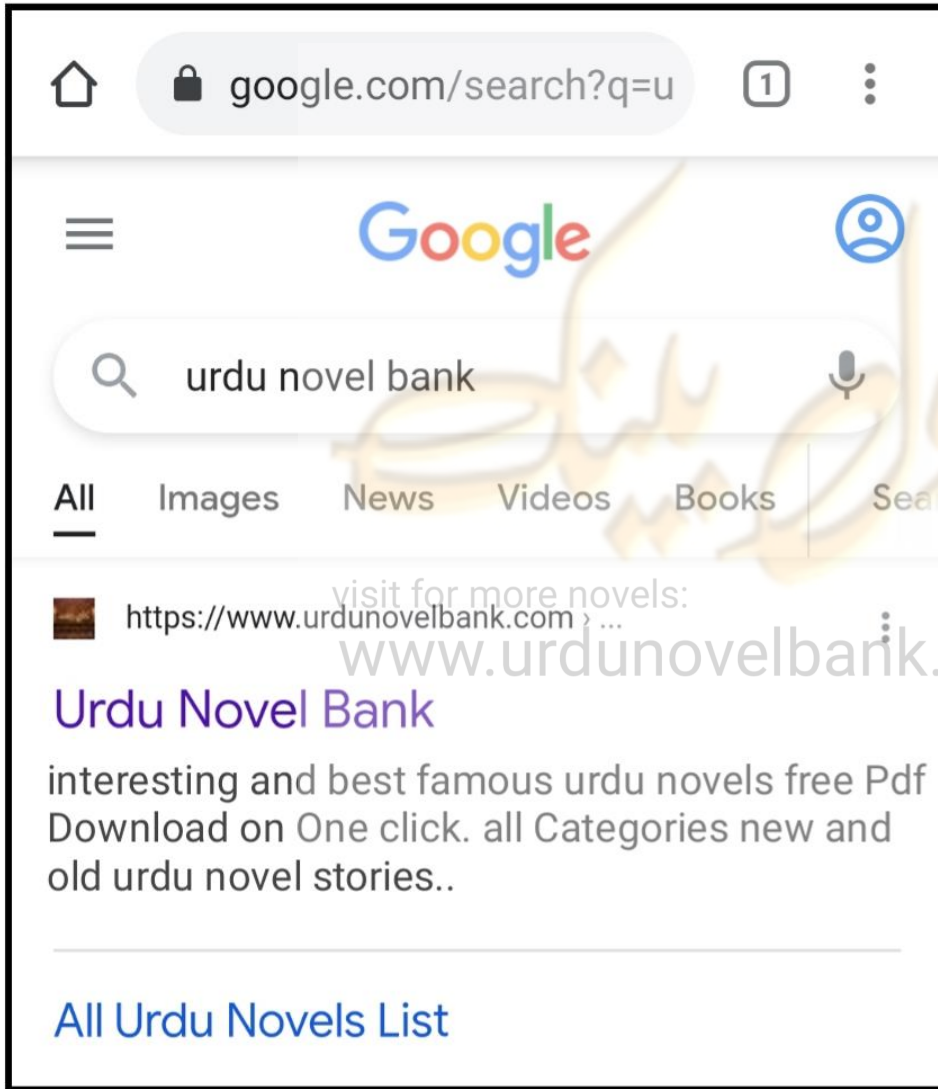 google.com/search?q=u
1
Google
urdu novel bank
All Images News Videos Books Sea
visit for more novels:
https://www.urdunovelbank.com › ...
www.urdunovelbank.
Urdu Novel Bank
interesting and best famous urdu novels free Pdf
Download on One click. all Categories new and
old urdu novel stories..
All Urdu Novels List